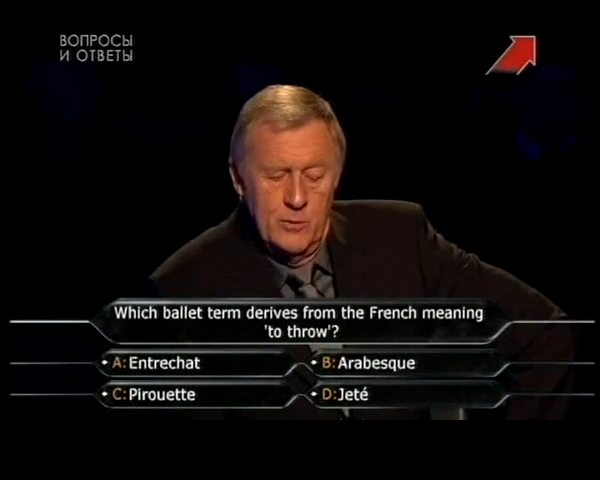 ВОПРОСЫ
И ОТВЕТЫ
Which ballet term derives from the French meaning
'to throw'?
A: Entrechat
B: Arabesque
C: Pirouette
D: Jeté